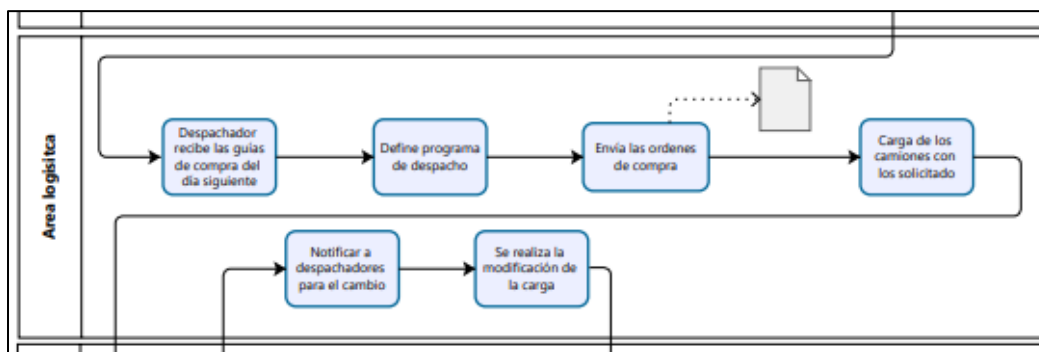 Area logisitca
Despachador
recibe las guias
de compra del
dia siguiente
Define programa
de despacho
Envía las ordenes
de compra
Carga de los
camiones con
los solicitado
Notificar a
despachadores
para el cambio
Se realiza la
modificación de
la carga